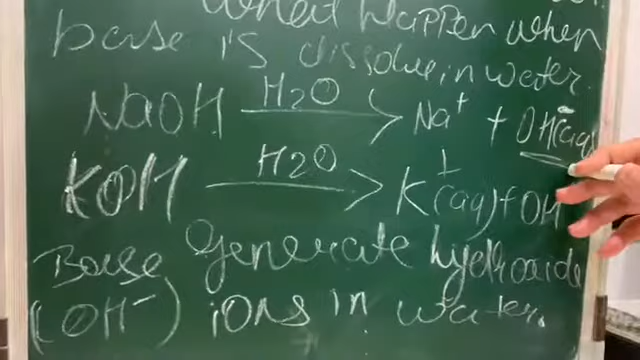 What happen when
base is dissolve in water.
NaOH H2O → Na+ + OH-(aq)
KOH H2O → K+(aq) + OH
Base generate hydroxide
(OH-) ions in water.